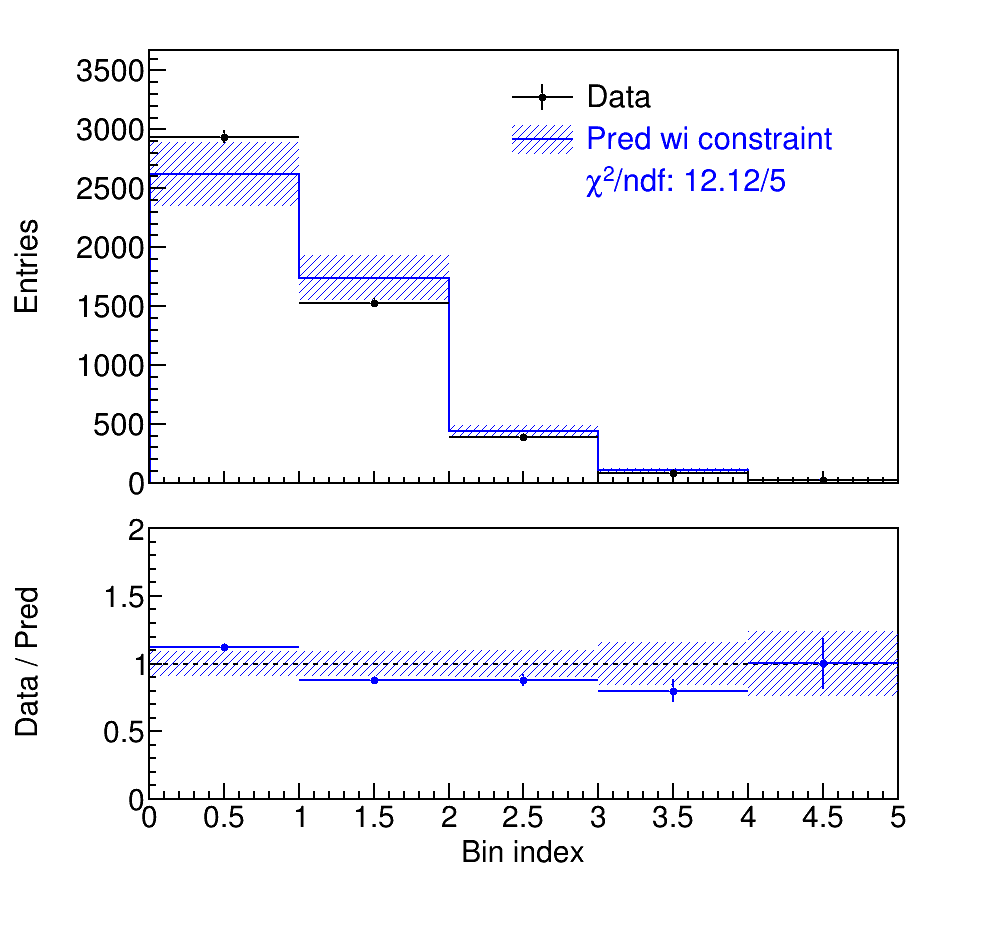 3500
3000
2500
2000
1500
1000
500
0
Entries
Data
Pred wi constraint
χ²/ndf: 12.12/5
2
1.5
1
0.5
0
Data / Pred
0 0.5 1 1.5 2 2.5 3 3.5 4 4.5 5
Bin index